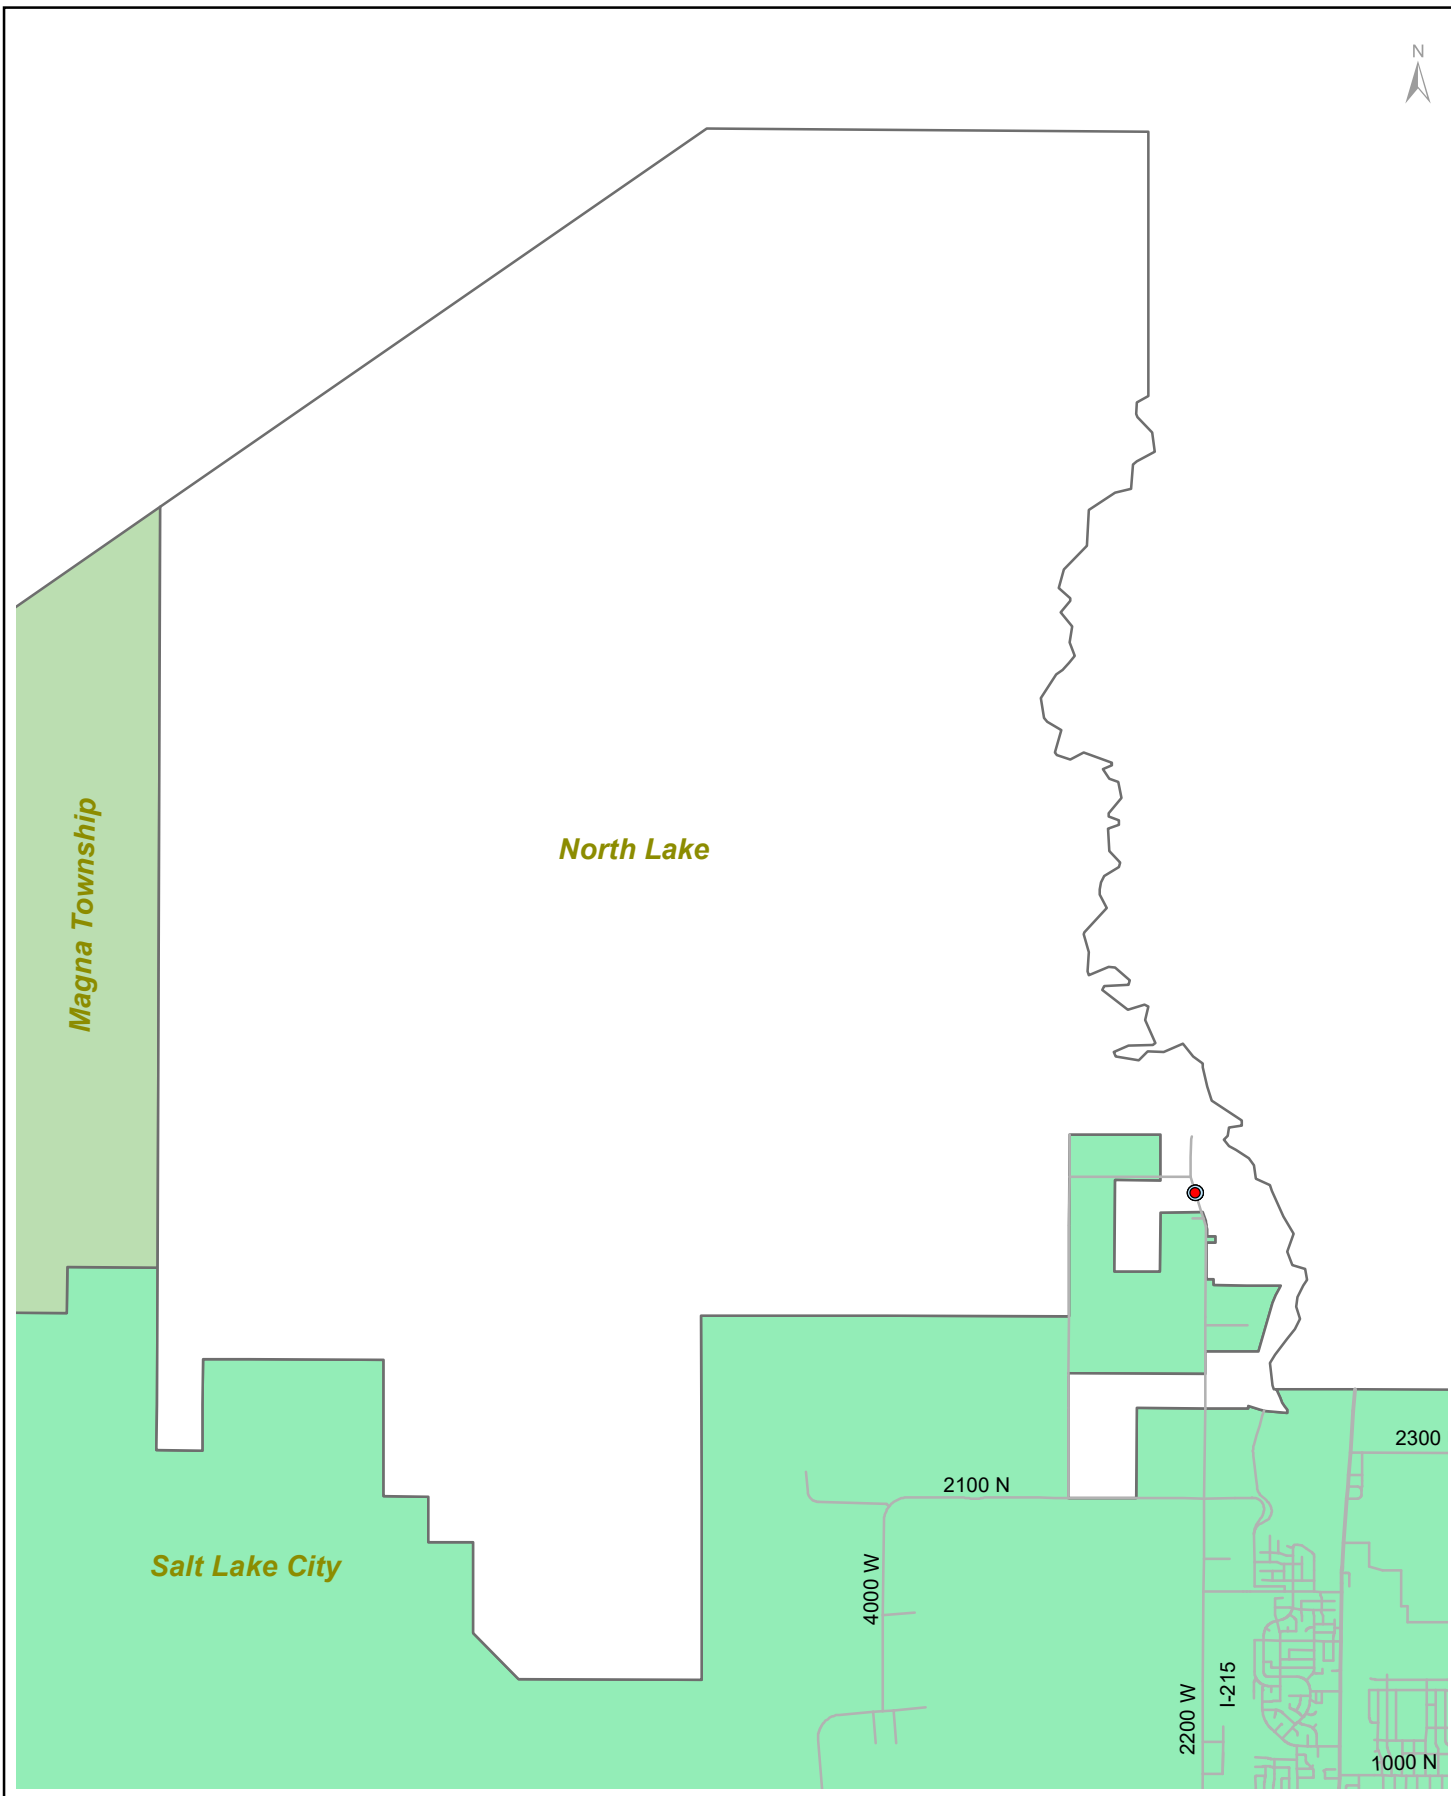 N
Magna Township
North Lake
2300
2100 N
Salt Lake City
4000 W
I-215
2200 W
1000 N